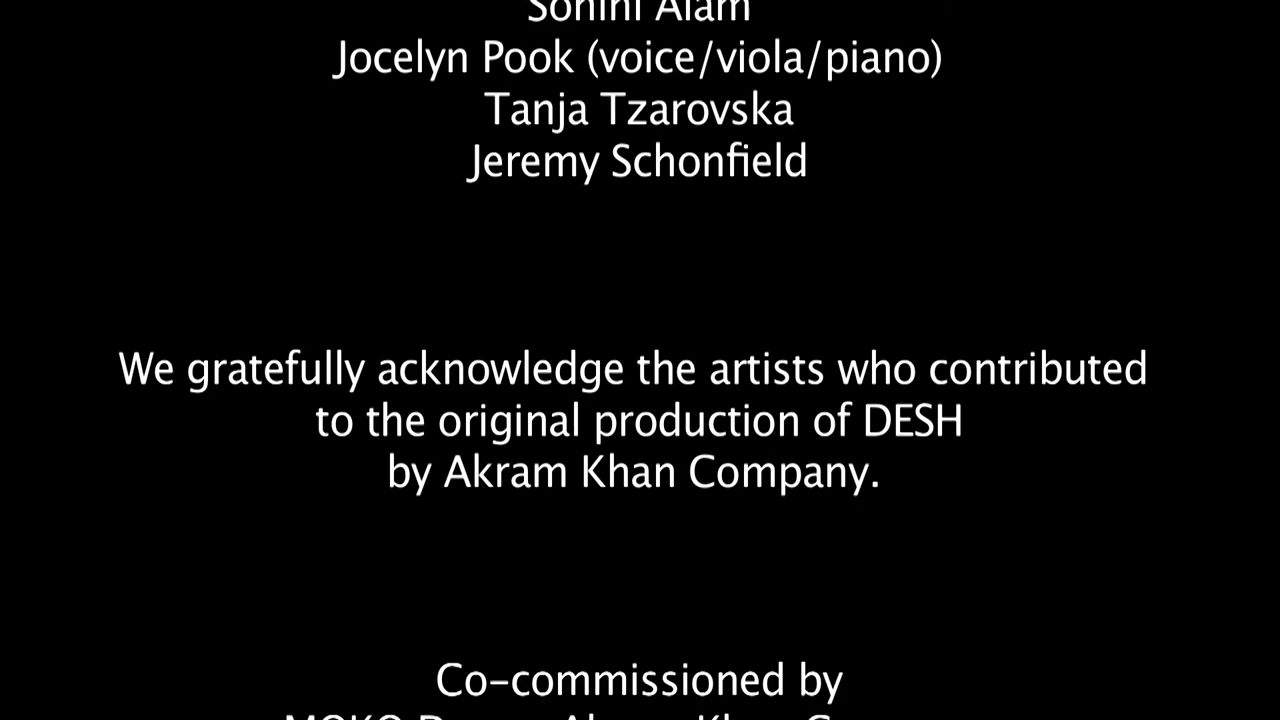 Sohini Alam
Jocelyn Pook (voice/viola/piano)
Tanja Tzarovska
Jeremy Schonfield
We gratefully acknowledge the artists who contributed
to the original production of DESH
by Akram Khan Company.
Co-commissioned by